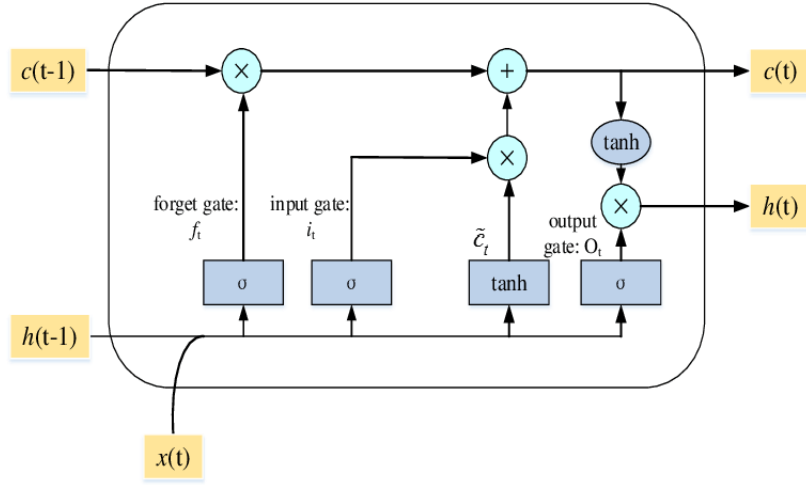 c(t-1)
×
+
c(t)
tanh
×
forget gate:
f_t
input gate:
i_t
c̃_t
output
gate: O_t
×
h(t)
σ
σ
tanh
σ
h(t-1)
x(t)